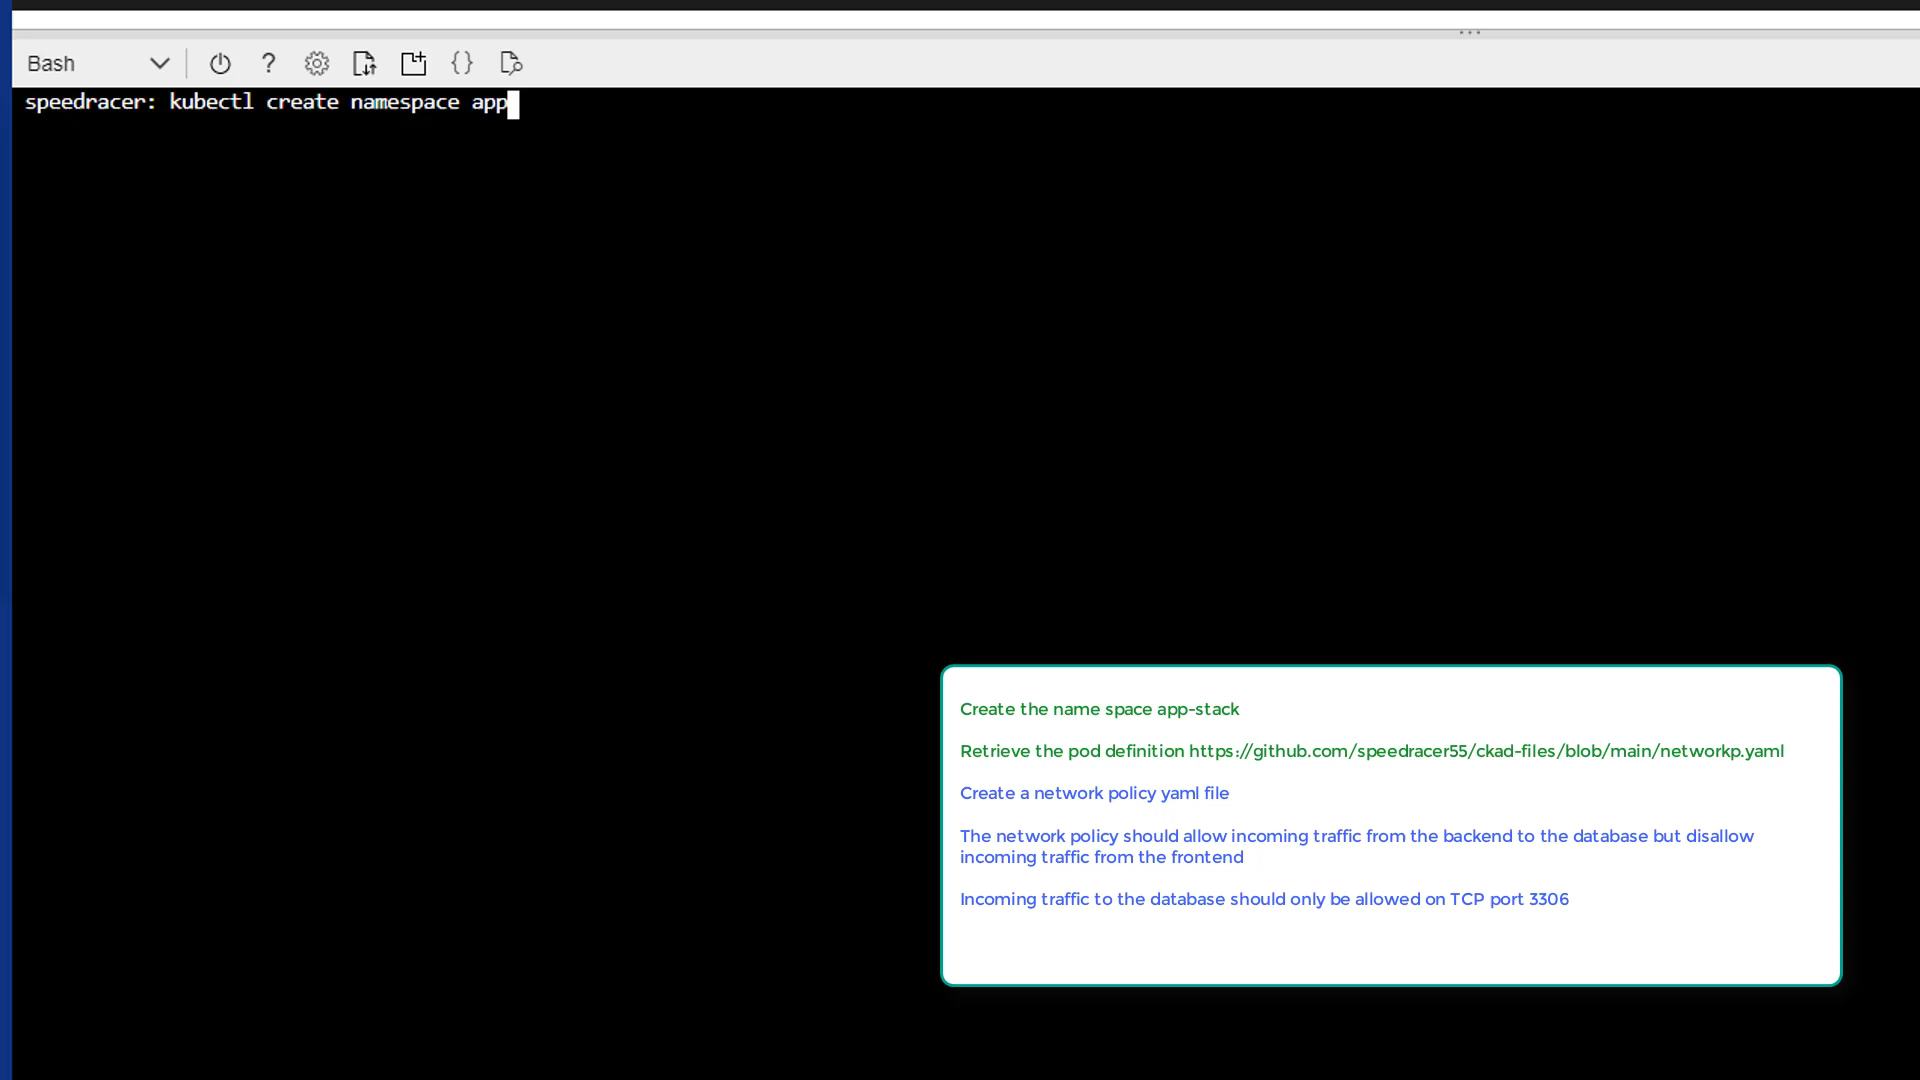 Bash
speedracer: kubectl create namespace app
Create the name space app-stack
Retrieve the pod definition https://github.com/speedracer55/ckad-files/blob/main/networkp.yaml
Create a network policy yaml file
The network policy should allow incoming traffic from the backend to the database but disallow
incoming traffic from the frontend
Incoming traffic to the database should only be allowed on TCP port 3306